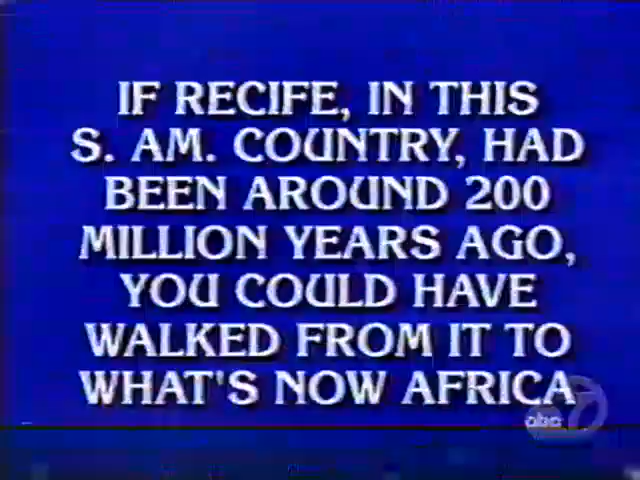 IF RECIFE, IN THIS
S. AM. COUNTRY, HAD
BEEN AROUND 200
MILLION YEARS AGO,
YOU COULD HAVE
WALKED FROM IT TO
WHAT'S NOW AFRICA
abc 7